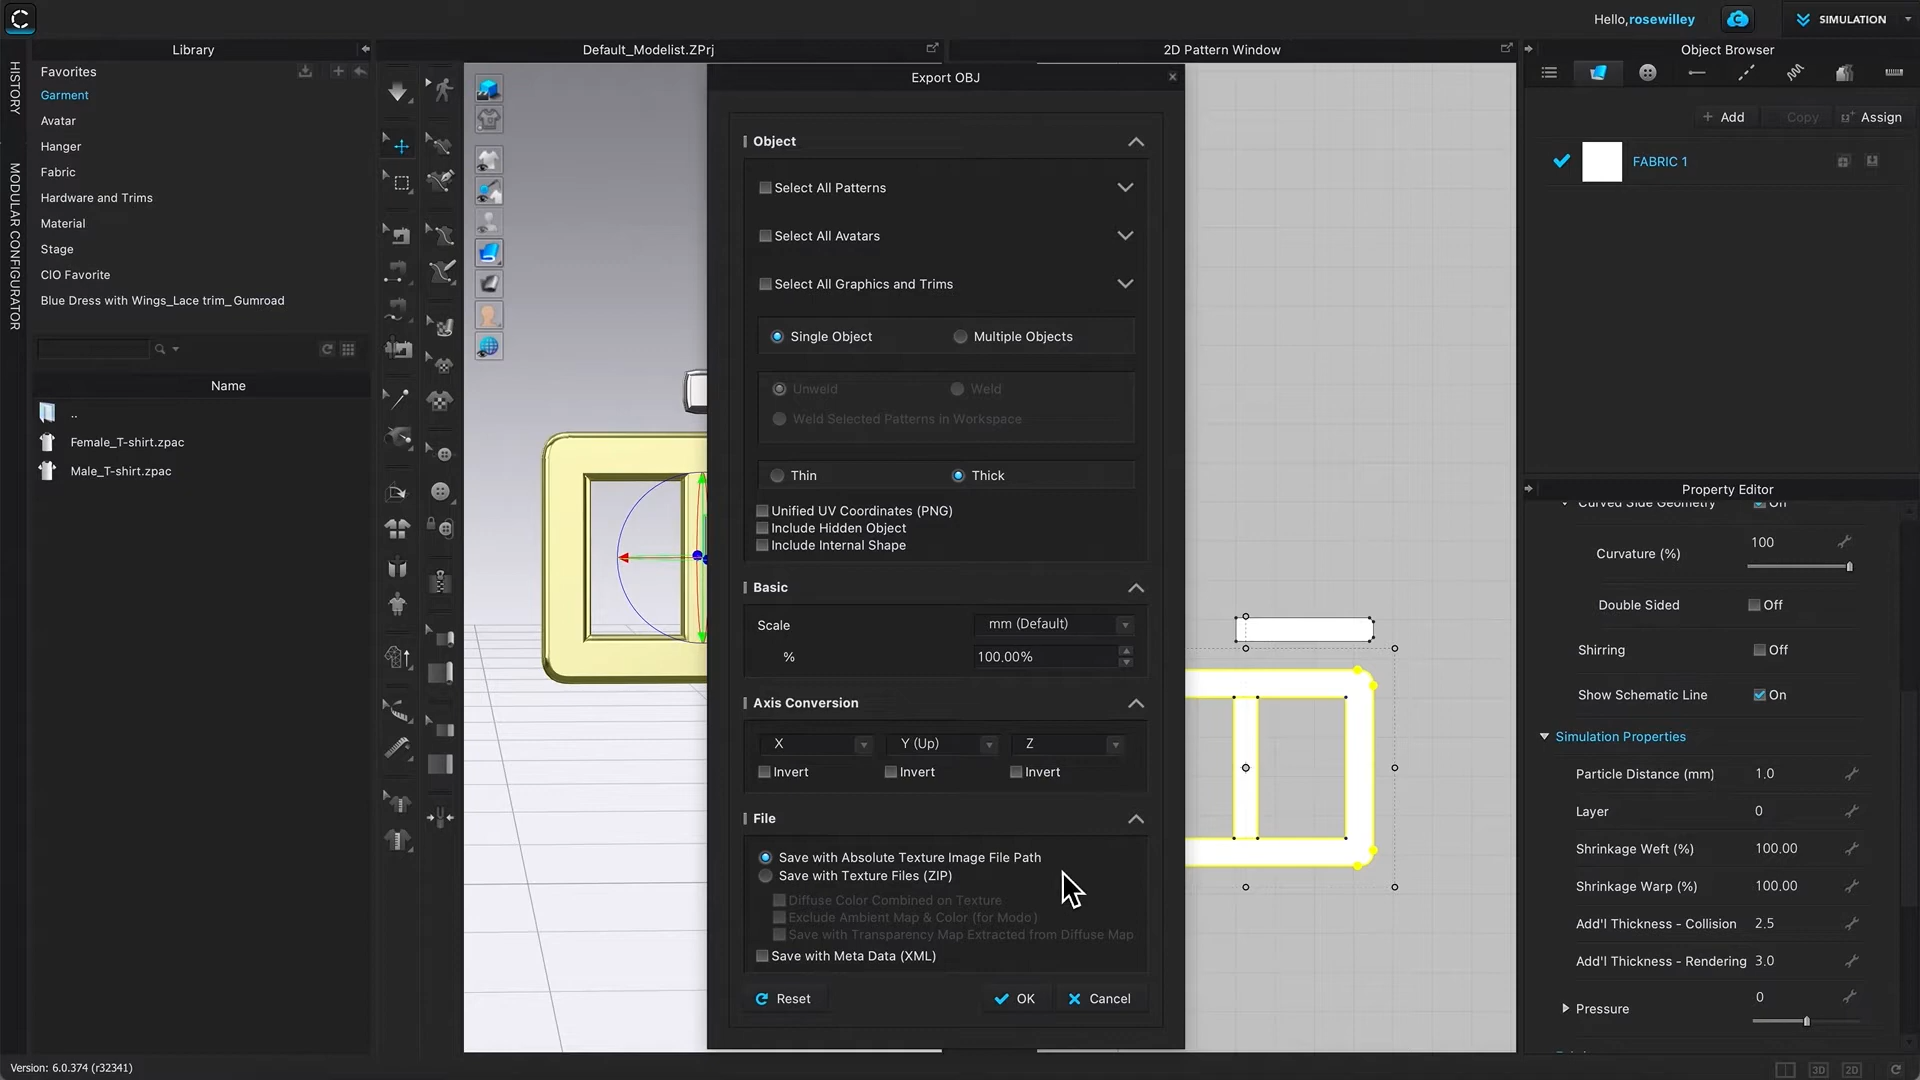 Hello,rosewilley
SIMULATION
HISTORY
MODULAR CONFIGURATOR
Library
Favorites
Garment
Avatar
Hanger
Fabric
Hardware and Trims
Material
Stage
ClO Favorite
Blue Dress with Wings_Lace trim_Gumroad
Name
..
Female_T-shirt.zpac
Male_T-shirt.zpac
Default_Modelist.ZPrj
2D Pattern Window
Export OBJ
Object
Select All Patterns
Select All Avatars
Select All Graphics and Trims
Single Object Multiple Objects
Unweld Weld
Weld Selected Patterns in Workspace
Thin Thick
Unified UV Coordinates (PNG)
Include Hidden Object
Include Internal Shape
Basic
Scale mm (Default)
% 100.00%
Axis Conversion
X Y (Up) Z
Invert Invert Invert
File
Save with Absolute Texture Image File Path
Save with Texture Files (ZIP)
Diffuse Color Combined on Texture
Exclude Ambient Map & Color (for Modo)
Save with Transparency Map Extracted from Diffuse Map
Save with Meta Data (XML)
Reset OK Cancel
Object Browser
+ Add Copy Assign
FABRIC 1
Property Editor
Curved Side Geometry On
Curvature (%) 100
Double Sided Off
Shirring Off
Show Schematic Line On
Simulation Properties
Particle Distance (mm) 1.0
Layer 0
Shrinkage Weft (%) 100.00
Shrinkage Warp (%) 100.00
Add'l Thickness - Collision 2.5
Add'l Thickness - Rendering 3.0
Pressure 0
Version: 6.0.374 (r32341)
3D 2D